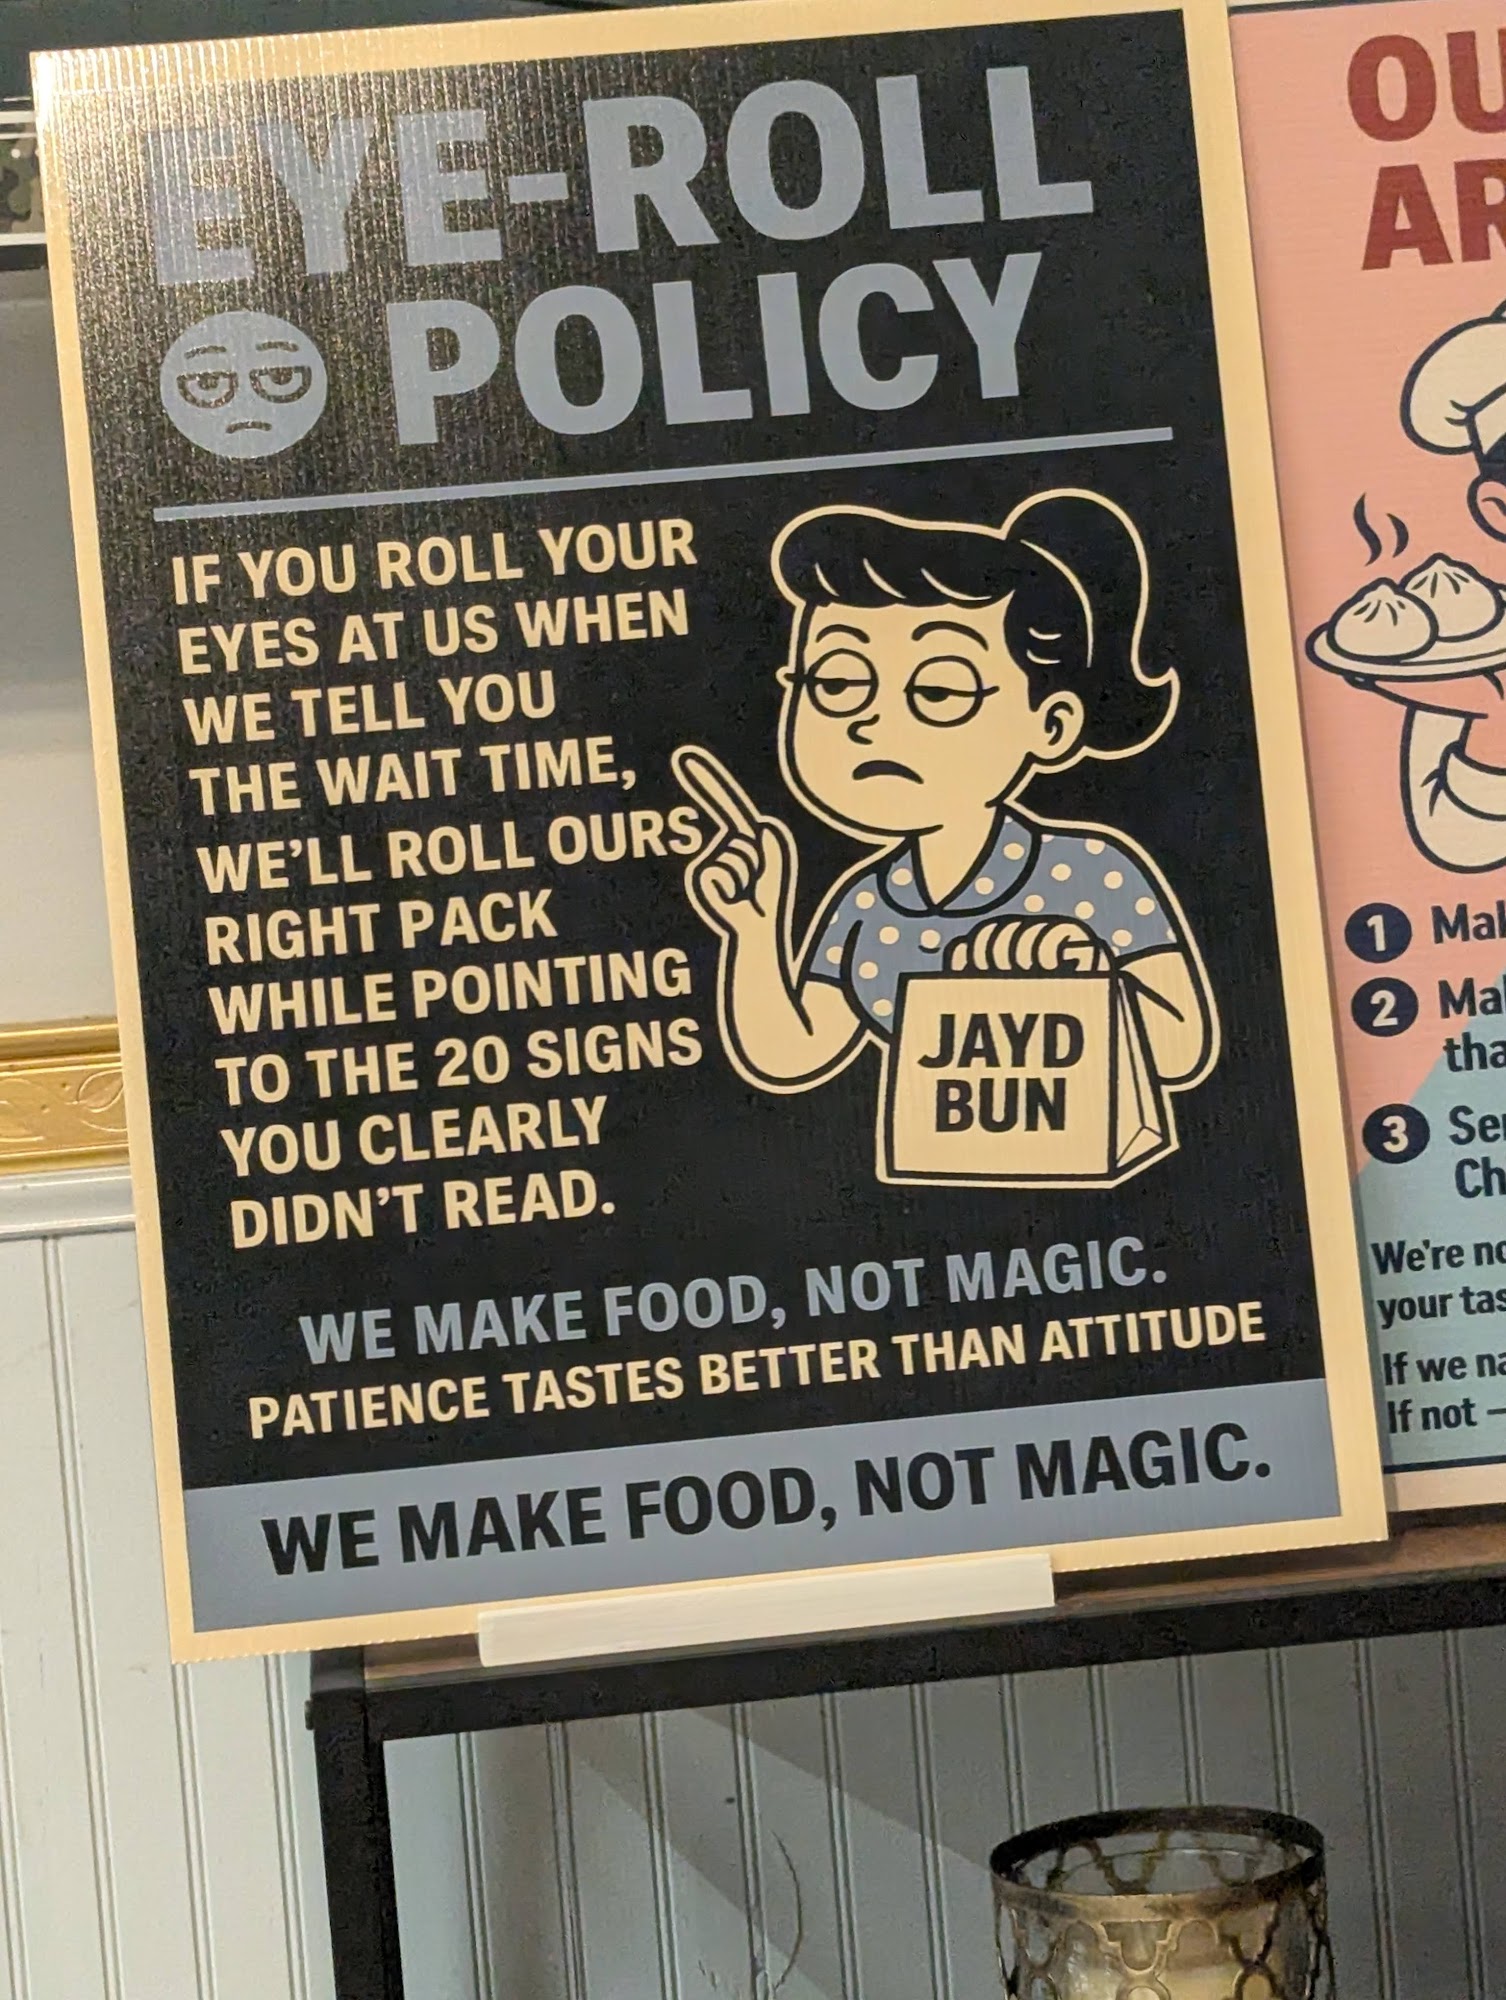 EYE-ROLL
POLICY
IF YOU ROLL YOUR
EYES AT US WHEN
WE TELL YOU
THE WAIT TIME,
WE'LL ROLL OURS
RIGHT PACK
WHILE POINTING
TO THE 20 SIGNS
YOU CLEARLY
DIDN'T READ.
JAYD
BUN
WE MAKE FOOD, NOT MAGIC.
PATIENCE TASTES BETTER THAN ATTITUDE
WE MAKE FOOD, NOT MAGIC.
1
2
3
We're
your
If we
If not —